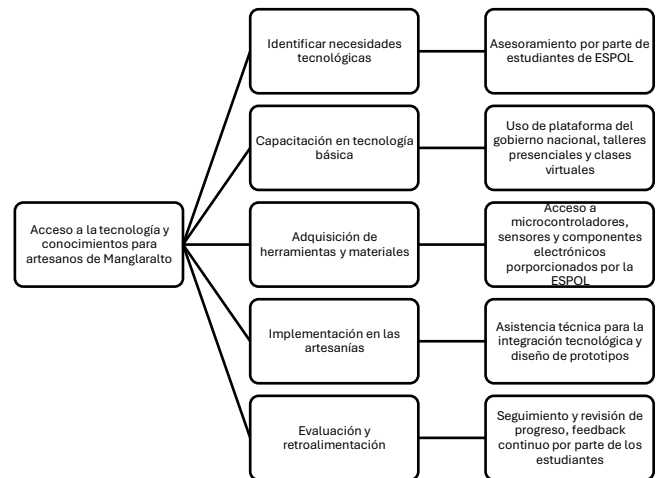 Identificar necesidades
tecnológicas
Asesoramiento por parte de
estudiantes de ESPOL
Capacitación en tecnología
básica
Uso de plataforma del
gobierno nacional, talleres
presenciales y clases
virtuales
Acceso a la tecnología y
conocimientos para
artesanos de Manglaralto
Adquisición de
herramientas y materiales
Acceso a
microcontroladores,
sensores y componentes
electrónicos
porporcionados por la
ESPOL
Implementación en las
artesanías
Asistencia técnica para la
integración tecnológica y
diseño de prototipos
Evaluación y
retroalimentación
Seguimiento y revisión de
progreso, feedback
continuo por parte de los
estudiantes